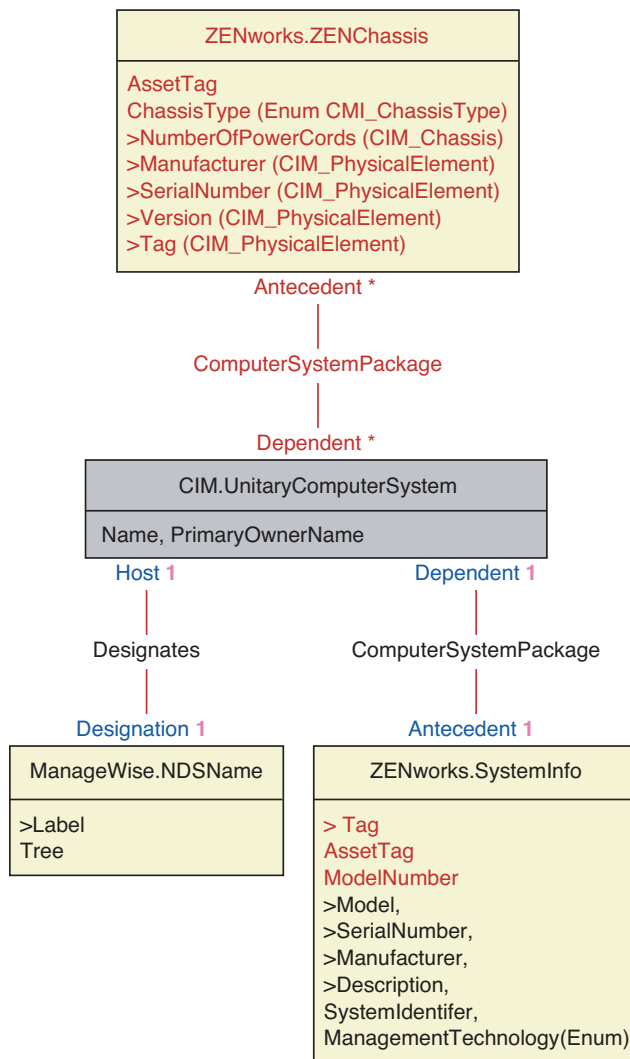 ZENworks.ZENChassis
AssetTag
ChassisType (Enum CMI_ChassisType)
>NumberOfPowerCords (CIM_Chassis)
>Manufacturer (CIM_PhysicalElement)
>SerialNumber (CIM_PhysicalElement)
>Version (CIM_PhysicalElement)
>Tag (CIM_PhysicalElement)
Antecedent *
ComputerSystemPackage
Dependent *
CIM.UnitaryComputerSystem
Name, PrimaryOwnerName
Host 1
Dependent 1
Designates
ComputerSystemPackage
Designation 1
Antecedent 1
ManageWise.NDSName
>Label
Tree
ZENworks.SystemInfo
> Tag
AssetTag
ModelNumber
>Model,
>SerialNumber,
>Manufacturer,
>Description,
SystemIdentifer,
ManagementTechnology(Enum)